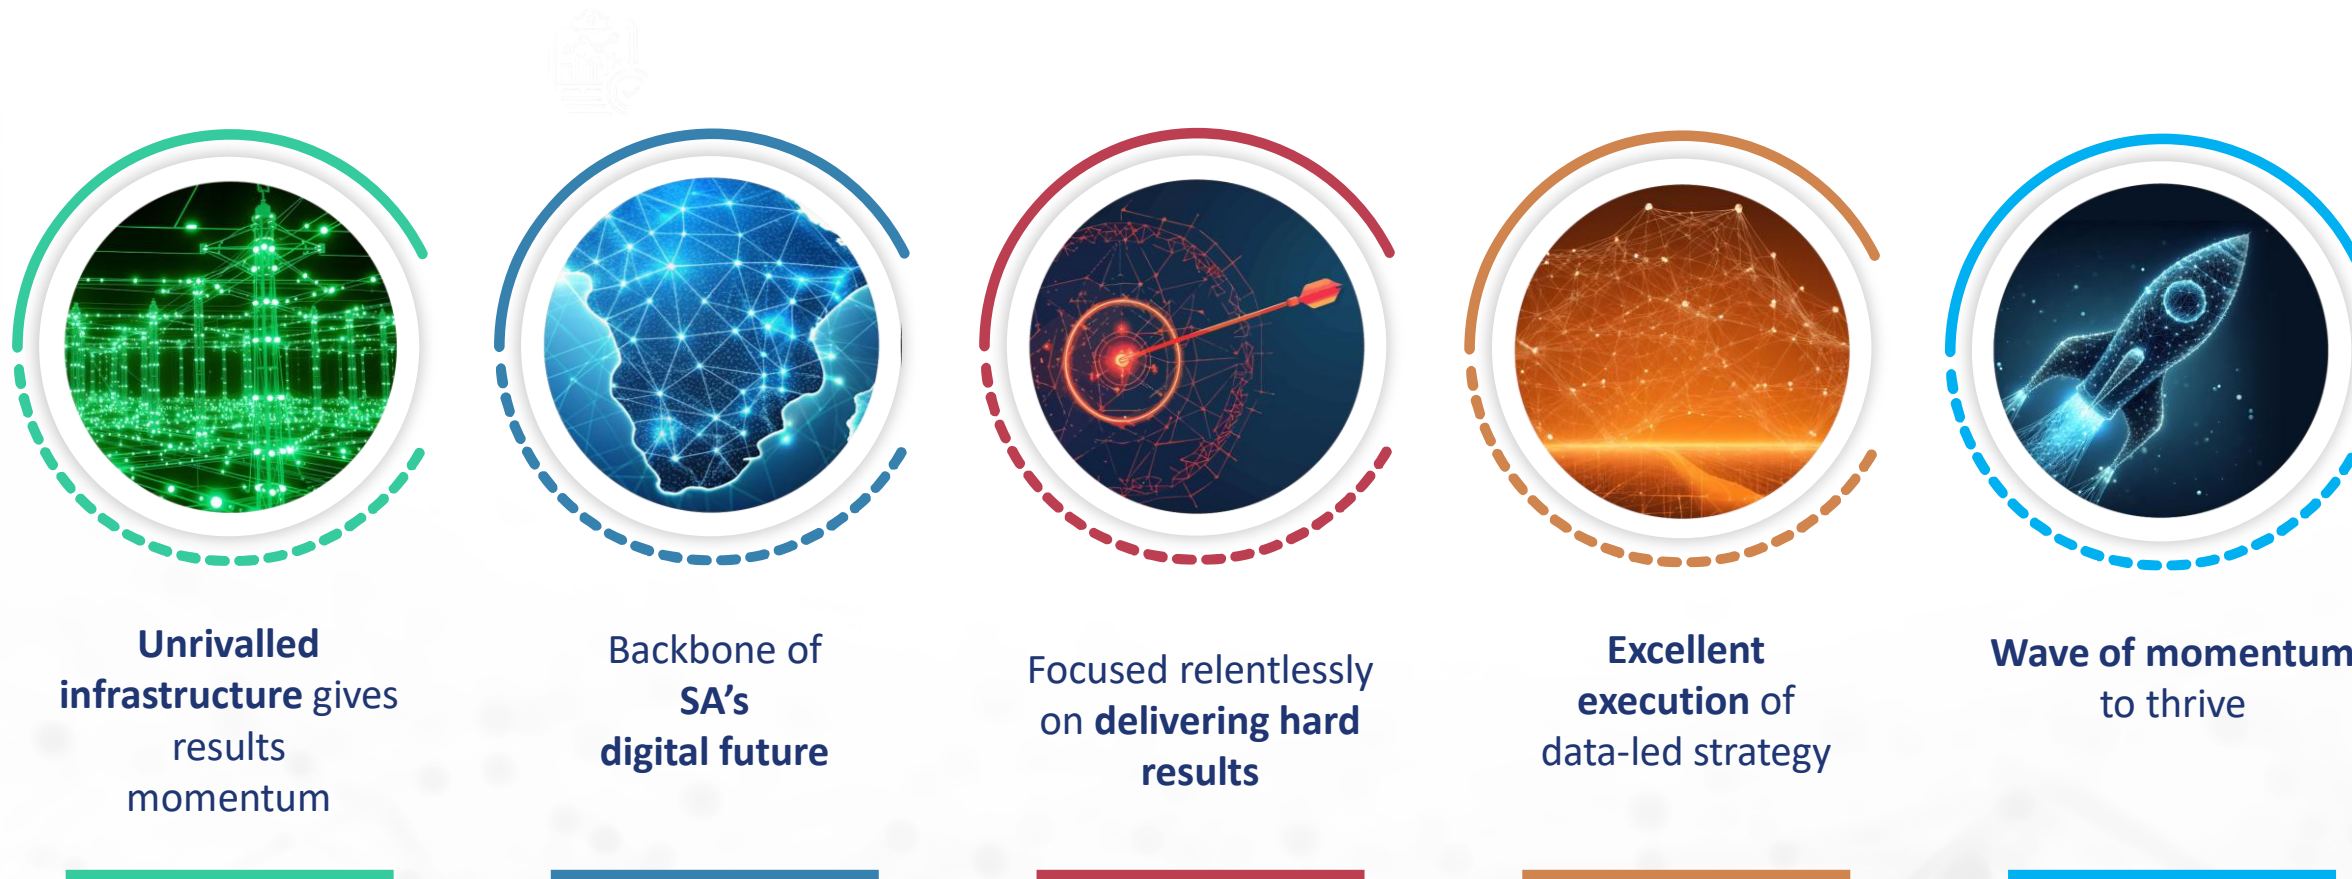 Unrivalled
infrastructure gives
results
momentum
Backbone of
SA's
digital future
Focused relentlessly
on delivering hard
results
Excellent
execution of
data-led strategy
Wave of momentum
to thrive